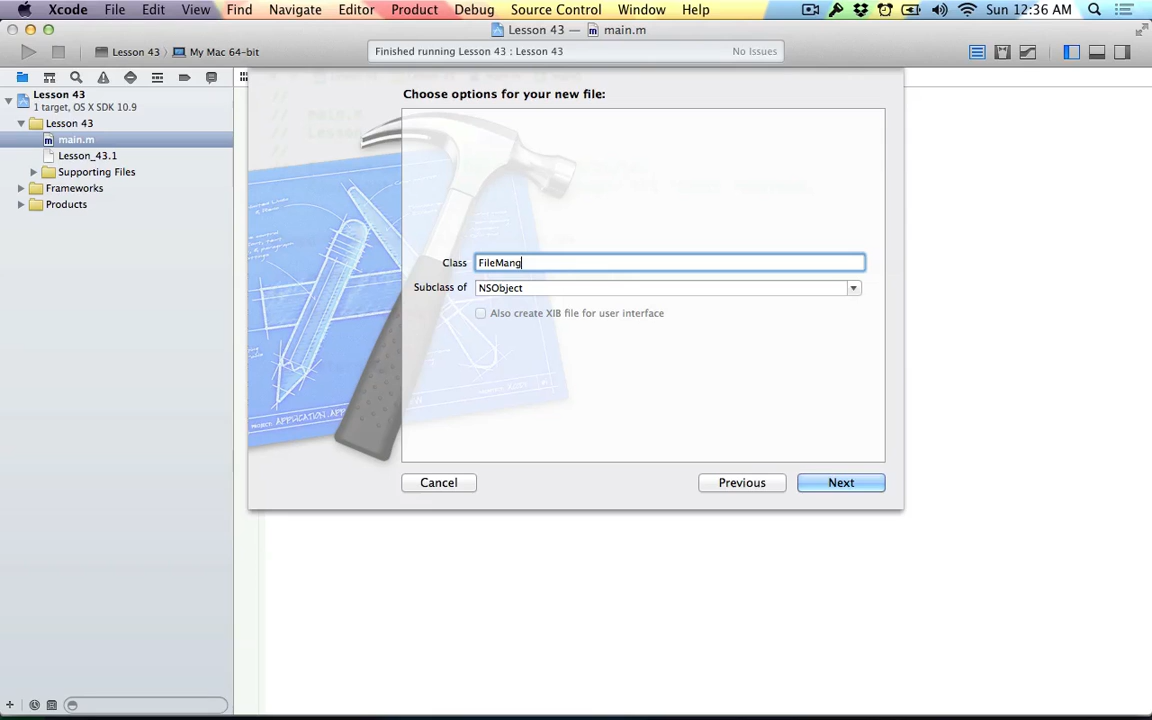 Xcode File Edit View Find Navigate Editor Product Debug Source Control Window Help Sun 12:36 AM
Lesson 43 — main.m
Lesson 43 My Mac 64-bit
Finished running Lesson 43 : Lesson 43 No Issues
Lesson 43
1 target, OS X SDK 10.9
Lesson 43
main.m
Lesson_43.1
Supporting Files
Frameworks
Products
Choose options for your new file:
Class FileMang
Subclass of NSObject
Also create XIB file for user interface
Cancel Previous Next